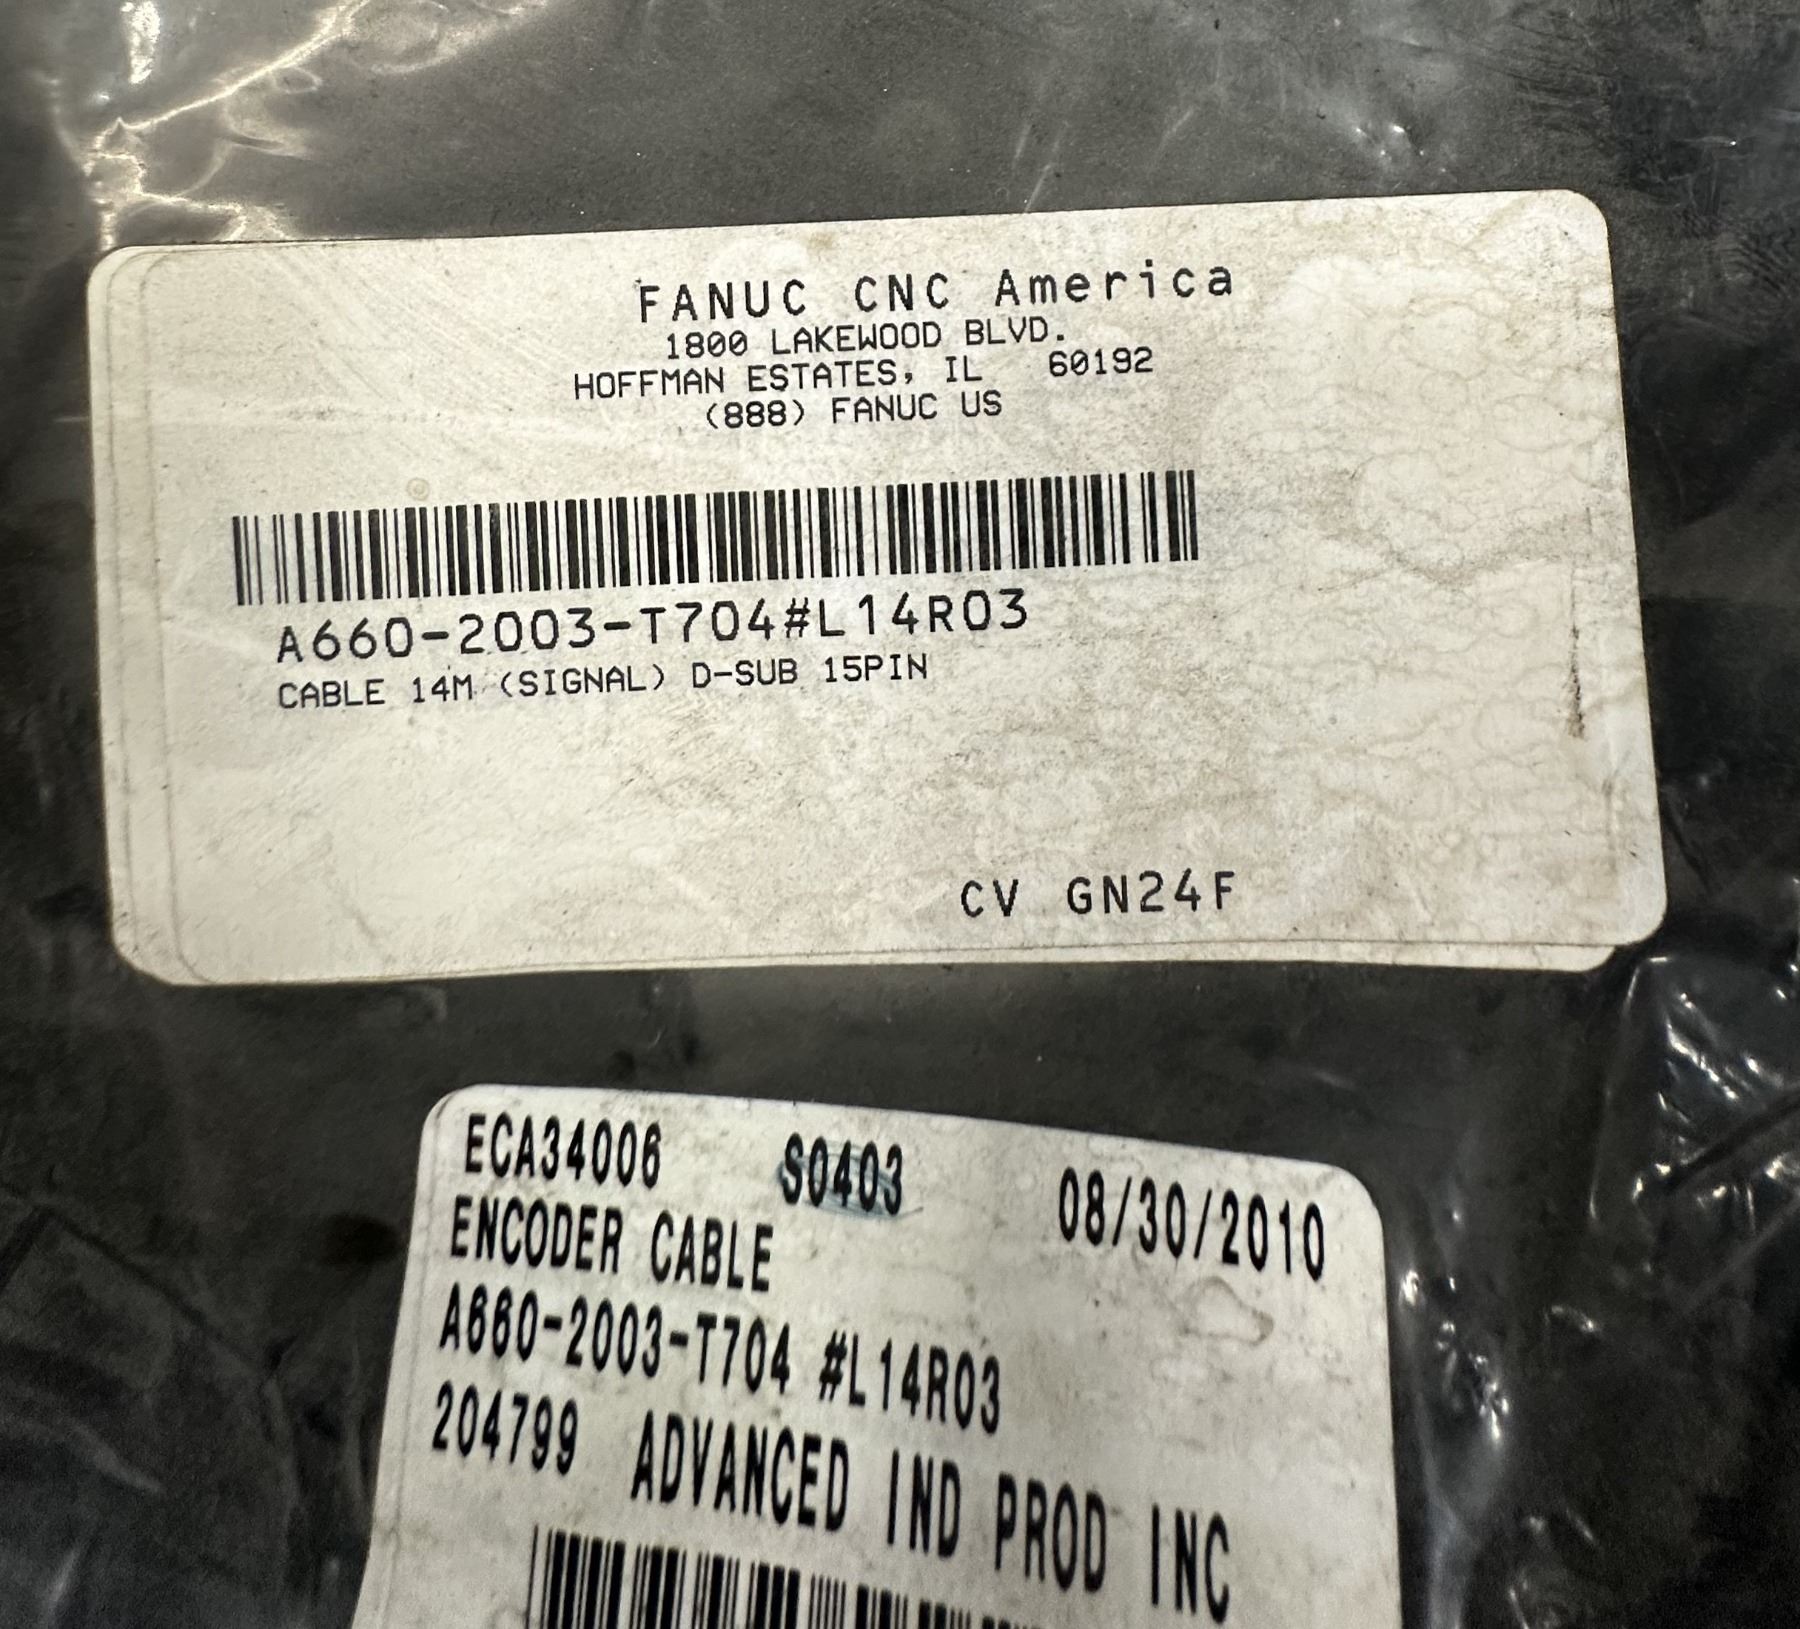 FANUC CNC America
1800 LAKEWOOD BLVD.
HOFFMAN ESTATES, IL 60192
(888) FANUC US
A660-2003-T704#L14R03
CABLE 14M (SIGNAL) D-SUB 15PIN
CV GN24F
ECA34006 S0403 08/30/2010
ENCODER CABLE
A660-2003-T704 #L14R03
204799 ADVANCED IND PROD INC